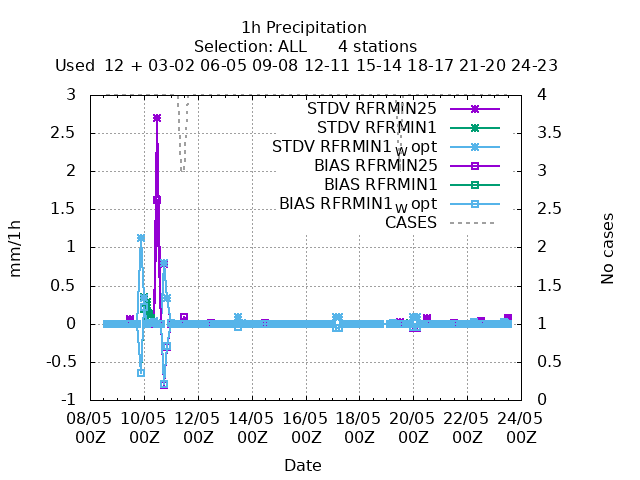 1h Precipitation
Selection: ALL      4 stations
Used  12 + 03-02 06-05 09-08 12-11 15-14 18-17 21-20 24-23
3
2.5
2
1.5
1
0.5
0
-0.5
-1
mm/1h
4
3.5
3
2.5
2
1.5
1
0.5
0
No cases
STDV RFRMIN25
STDV RFRMIN1
STDV RFRMIN1wopt
BIAS RFRMIN25
BIAS RFRMIN1
BIAS RFRMIN1wopt
CASES
08/05 10/05 12/05 14/05 16/05 18/05 20/05 22/05 24/05
00Z 00Z 00Z 00Z 00Z 00Z 00Z 00Z 00Z
Date